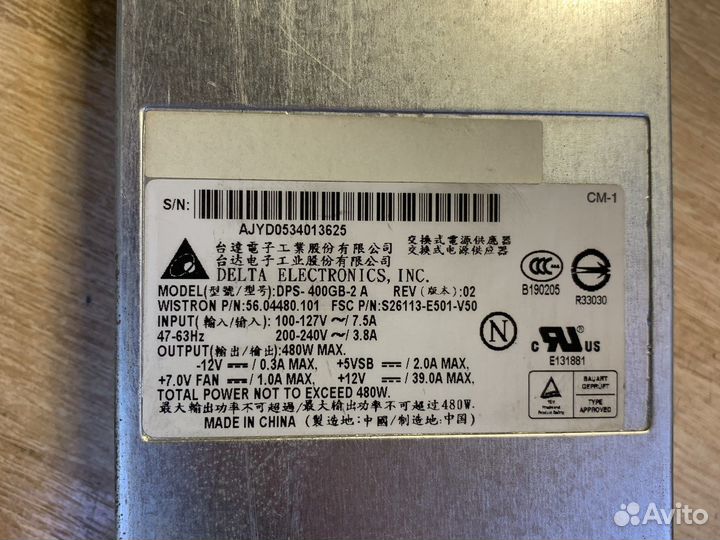 S/N:
CM-1
AJYD0534013625
台達電子工業股份有限公司
台达电子工业股份有限公司
交換式電源供應器
交换式电源供应器
DELTA ELECTRONICS, INC.
MODEL(型號/型号):DPS- 400GB-2 A REV (版本):02
WISTRON P/N:56.04480.101 FSC P/N:S26113-E501-V50
INPUT( 輸入/输入): 100-127V ~/ 7.5A
47-63Hz 200-240V ~/ 3.8A
OUTPUT(輸出/输出):480W MAX.
-12V ⎓/ 0.3A MAX, +5VSB ⎓/ 2.0A MAX,
+7.0V FAN ⎓/ 1.0A MAX, +12V ⎓/ 39.0A MAX,
TOTAL POWER NOT TO EXCEED 480W.
最大輸出功率不可超過/最大输出功率不可超过480W.
MADE IN CHINA (製造地:中國/制造地:中国)
CCC
B190205
R33030
N
c RU US
E131881
BAUART
GEPRÜFT
TYPE
APPROVED
Avito